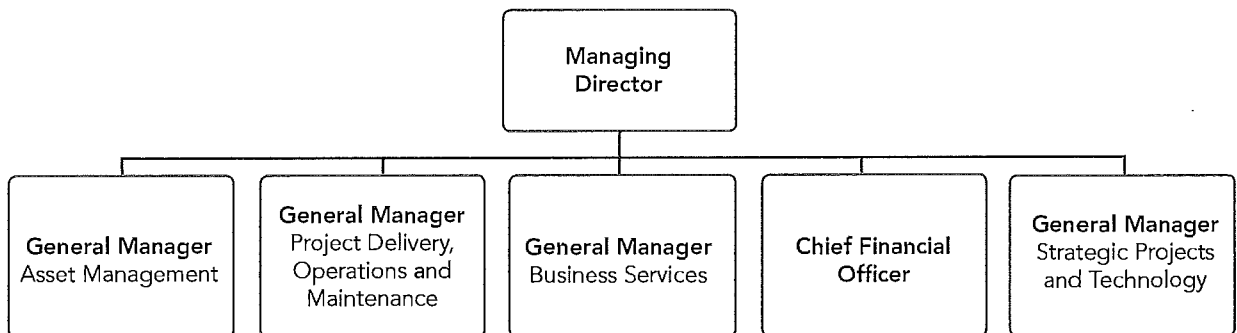 Managing
Director
General Manager
Asset Management
General Manager
Project Delivery,
Operations and
Maintenance
General Manager
Business Services
Chief Financial
Officer
General Manager
Strategic Projects
and Technology